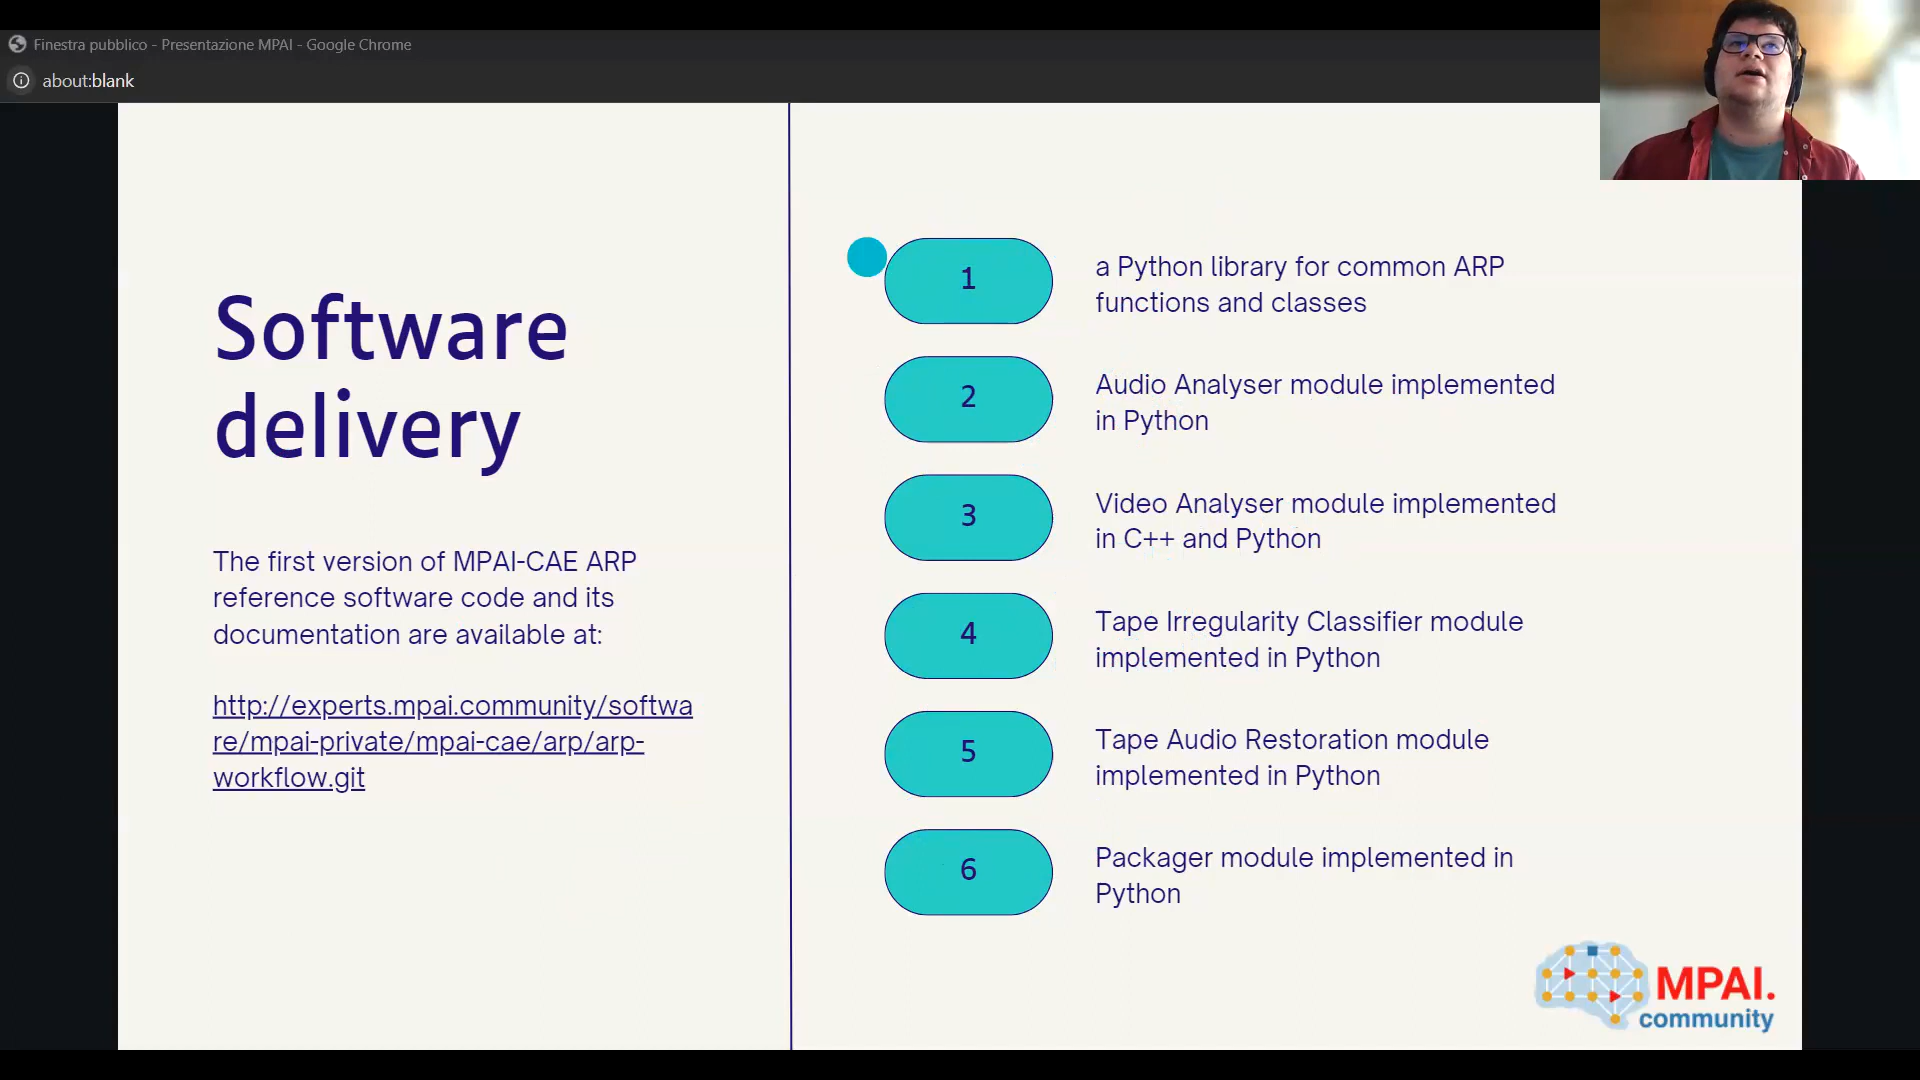 Finestra pubblico - Presentazione MPAI - Google Chrome
about:blank
Software
delivery
The first version of MPAI-CAE ARP
reference software code and its
documentation are available at:
http://experts.mpai.community/softwa
re/mpai-private/mpai-cae/arp/arp-
workflow.git
1
a Python library for common ARP
functions and classes
2
Audio Analyser module implemented
in Python
3
Video Analyser module implemented
in C++ and Python
4
Tape Irregularity Classifier module
implemented in Python
5
Tape Audio Restoration module
implemented in Python
6
Packager module implemented in
Python
MPAI.
community